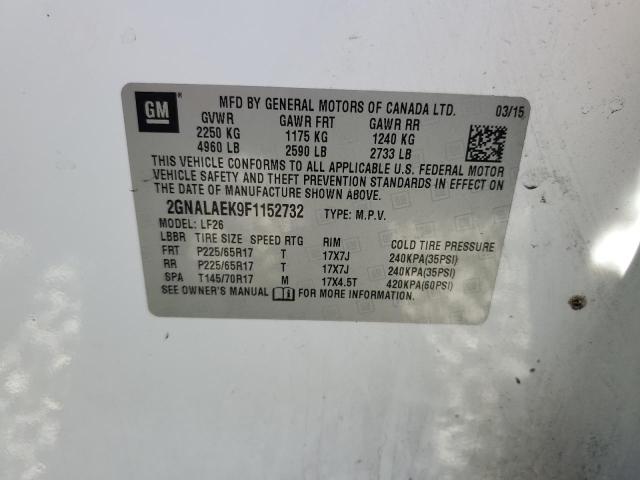 GM ®
MFD BY GENERAL MOTORS OF CANADA LTD. 03/15
GVWR GAWR FRT GAWR RR
2250 KG 1175 KG 1240 KG
4960 LB 2590 LB 2733 LB
THIS VEHICLE CONFORMS TO ALL APPLICABLE U.S. FEDERAL MOTOR
VEHICLE SAFETY AND THEFT PREVENTION STANDARDS IN EFFECT ON
THE DATE OF MANUFACTURE SHOWN ABOVE.
2GNALAEK9F1152732 TYPE: M.P.V.
MODEL: LF26
LBBR TIRE SIZE SPEED RTG RIM COLD TIRE PRESSURE
FRT P225/65R17 T 17X7J 240KPA(35PSI)
RR P225/65R17 T 17X7J 240KPA(35PSI)
SPA T145/70R17 M 17X4.5T 420KPA(60PSI)
SEE OWNER'S MANUAL FOR MORE INFORMATION.